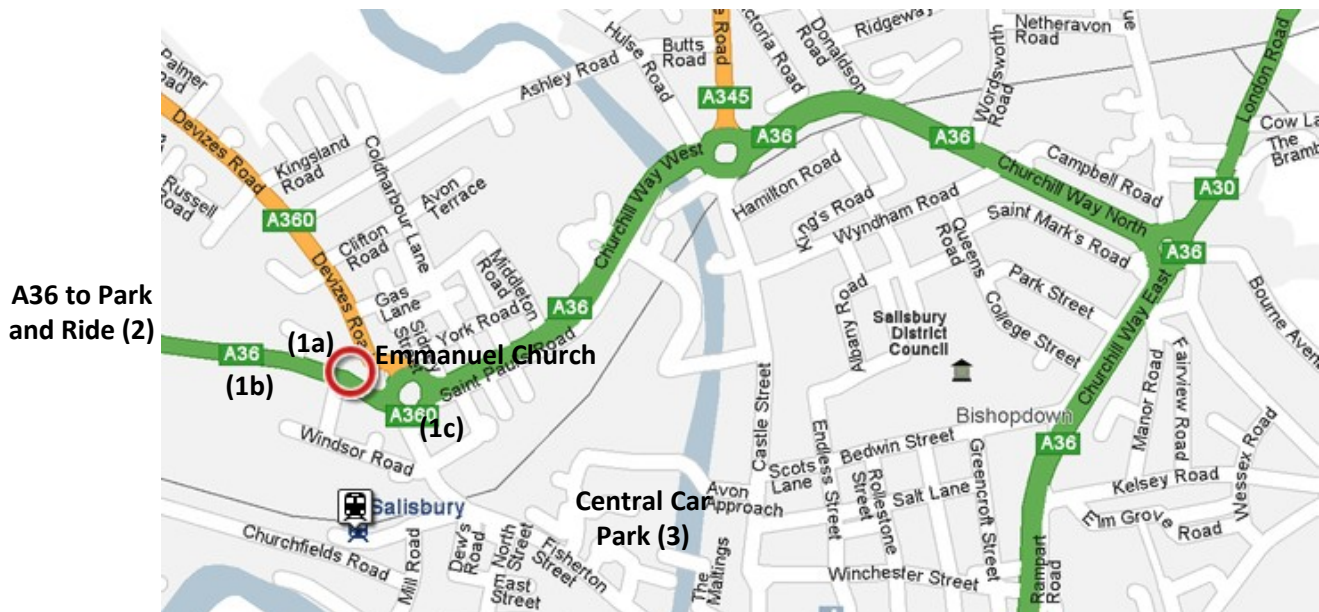 Palmer
Road
Devizes Road
Kingsland
Road
Russell
Road
A360
Clifton
Road
Coldharbour Lane
Avon
Terrace
Ashley Road
Butts
Road
Hulse Road
Road
A345
Victoria Road
Donaldson
Road
Ridgeway
Netheravon
Road
Wordsworth
Road
London Road
Cow La
The
Bramb
A36
A36
Churchill Way North
Campbell Road
A30
A36
Saint Mark's Road
Hamilton Road
King's Road
Wyndham Road
Queens
Road
Churchill Way West
Middleton
Road
A36
Devizes Roa
Gas
Lane
Sidney
Street
York Road
Saint Paul's Road
A36 to Park
and Ride (2)
A36
(1a)
(1b)
Emmanuel Church
A360
(1c)
Windsor Road
Albany Road
Salisbury
District
Council
Park Street
College Street
Churchill Way East
Bourne Avenu
Fairview Road
Manor Road
Bishopdown
A36
Castle Street
Endless Street
Bedwin Street
Scots
Lane
Rollestone
Street
Salt Lane
Greencroft Street
Kelsey Road
Elm Grove Road
Wessex Road
Avon
Approach
Central Car
Park (3)
Salisbury
Churchfields Road
Mill Road
Dew's
Road
North
Street
East
Street
Fisherton
Street
The
Maltings
Winchester Street
Rampart
Road